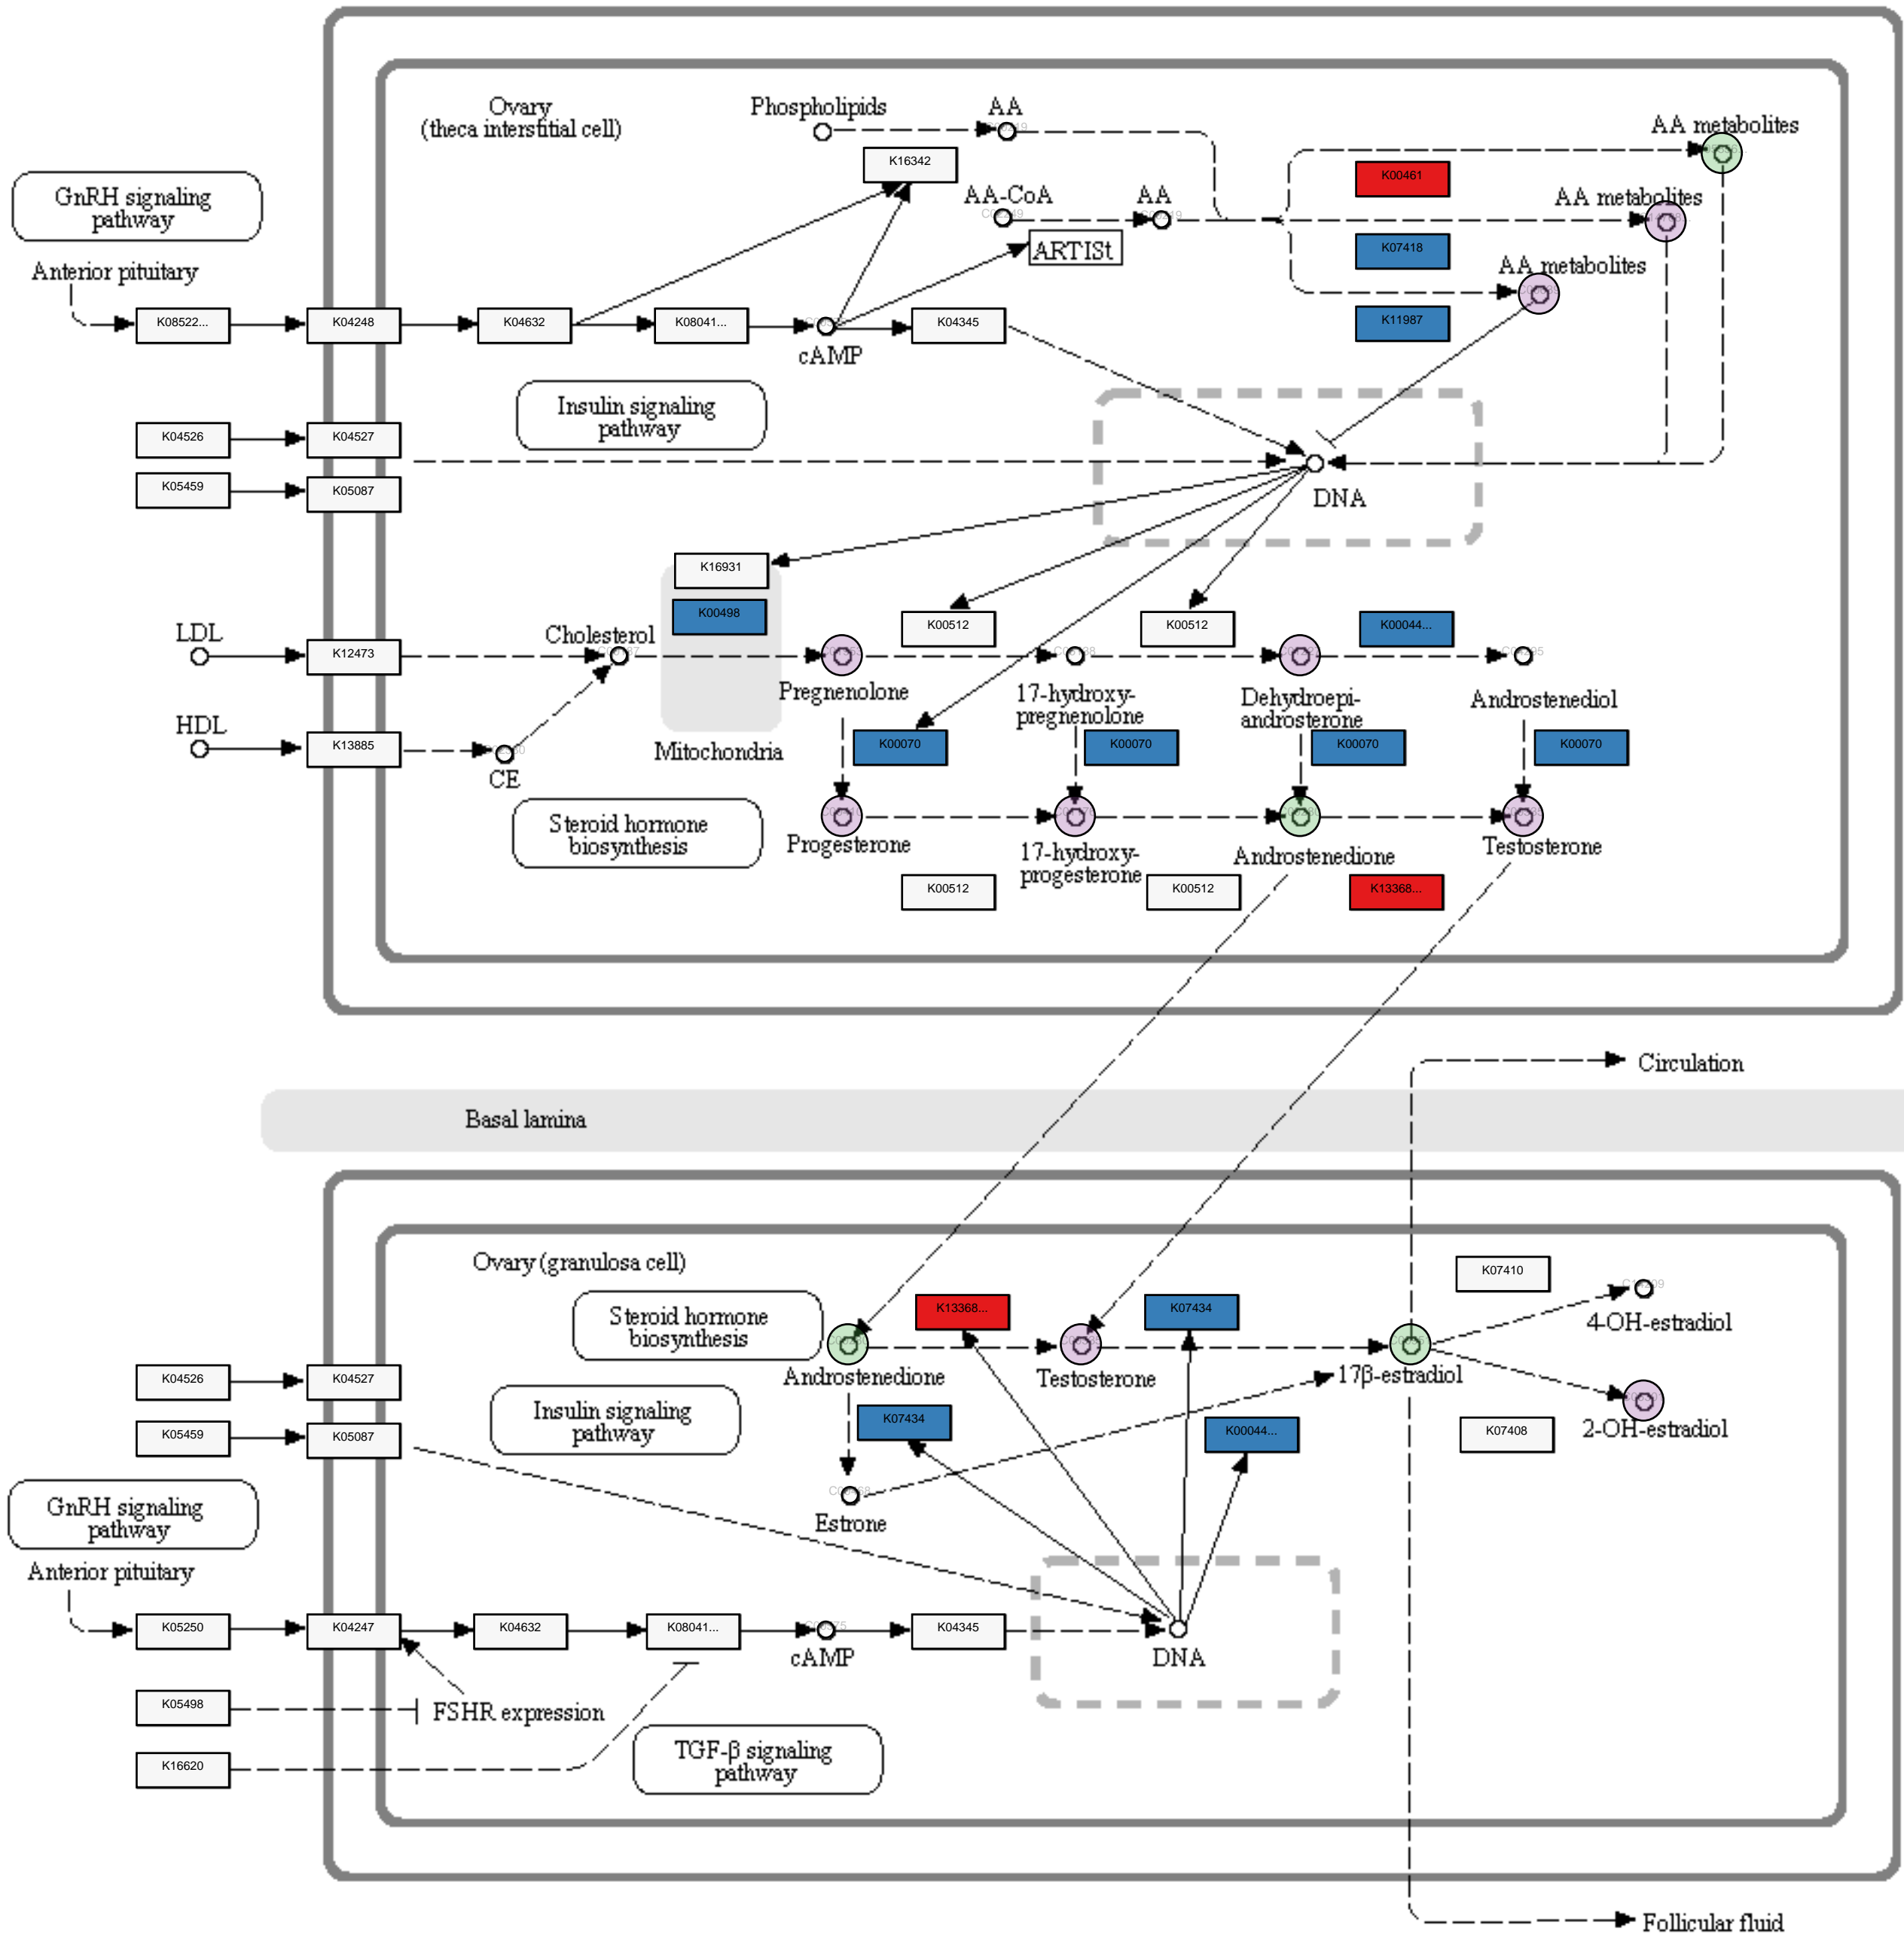 Ovary
(theca interstitial cell)
Phospholipids
AA
AA metabolites
K16342
K00461
GnRH signaling
pathway
AA-CoA
AA
AA metabolites
ARTISt
K07418
Anterior pituitary
AA metabolites
K08522...
K04248
K04632
K08041...
cAMP
K04345
K11987
Insulin signaling
pathway
K04526
K04527
K05459
K05087
DNA
K16931
K00498
K00512
K00512
K00044...
LDL
K12473
Cholesterol
Pregnenolone
17-hydroxy-
pregnenolone
Dehydroepi-
androsterone
Androstenediol
HDL
K13885
CE
Mitochondria
K00070
K00070
K00070
K00070
Steroid hormone
biosynthesis
Progesterone
17-hydroxy-
progesterone
Androstenedione
Testosterone
K00512
K00512
K13368...
Circulation
Basal lamina
Ovary (granulosa cell)
K07410
Steroid hormone
biosynthesis
K13368...
K07434
4-OH-estradiol
Androstenedione
Testosterone
17β-estradiol
K04526
K04527
Insulin signaling
pathway
K07434
K00044...
K07408
2-OH-estradiol
K05459
K05087
GnRH signaling
pathway
Estrone
Anterior pituitary
K05250
K04247
K04632
K08041...
cAMP
K04345
DNA
K05498
FSHR expression
K16620
TGF-β signaling
pathway
Follicular fluid